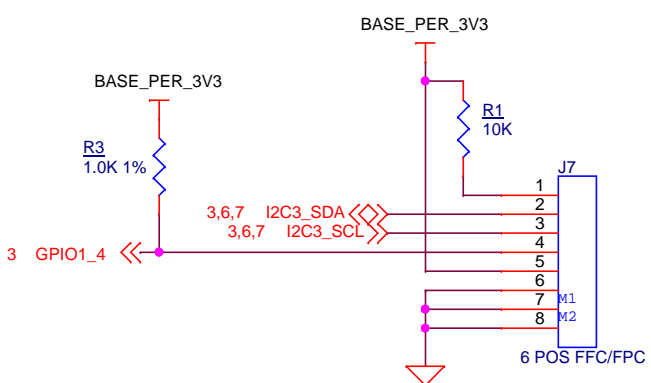 BASE_PER_3V3
BASE_PER_3V3
R1
10K
R3
1.0K 1%
J7
1
3,6,7 I2C3_SDA 2
3,6,7 I2C3_SCL 3
3 GPIO1_4 4
5
6
7 M1
8 M2
6 POS FFC/FPC